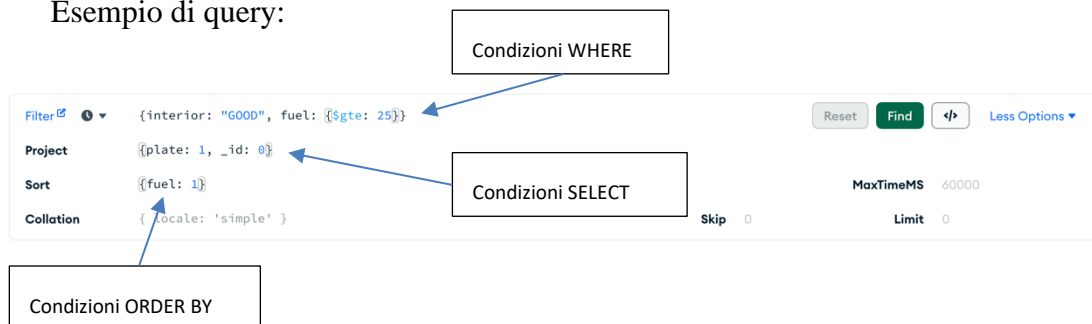 Esempio di query:
Condizioni WHERE
Filter {interior: "GOOD", fuel: {$gte: 25}} Reset Find </> Less Options
Project {plate: 1, _id: 0}
Condizioni SELECT
Sort {fuel: 1} MaxTimeMS 60000
Collation { locale: 'simple' } Skip 0 Limit 0
Condizioni ORDER BY